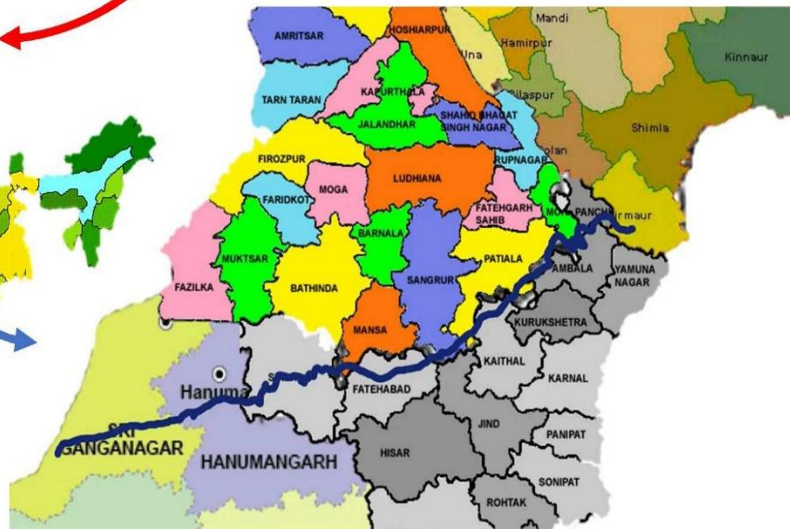 AMRITSAR
HOSHIARPUR
Mandi
Una
Hamirpur
Kinnaur
TARN TARAN
KAPURTHALA
Bilaspur
JALANDHAR
SHAHID BHAGAT
SINGH NAGAR
Shimla
FIROZPUR
RUPNAGAR
olan
FARIDKOT
MOGA
LUDHIANA
FATEHGARH
SAHIB
PANCH
rmaur
MUKTSAR
BARNALA
PATIALA
AMBALA
YAMUNA
NAGAR
FAZILKA
BATHINDA
SANGRUR
MANSA
KURUKSHETRA
KAITHAL
KARNAL
Hanuma
FATEHABAD
SRI
GANGANAGAR
HANUMANGARH
HISAR
JIND
PANIPAT
SONIPAT
ROHTAK